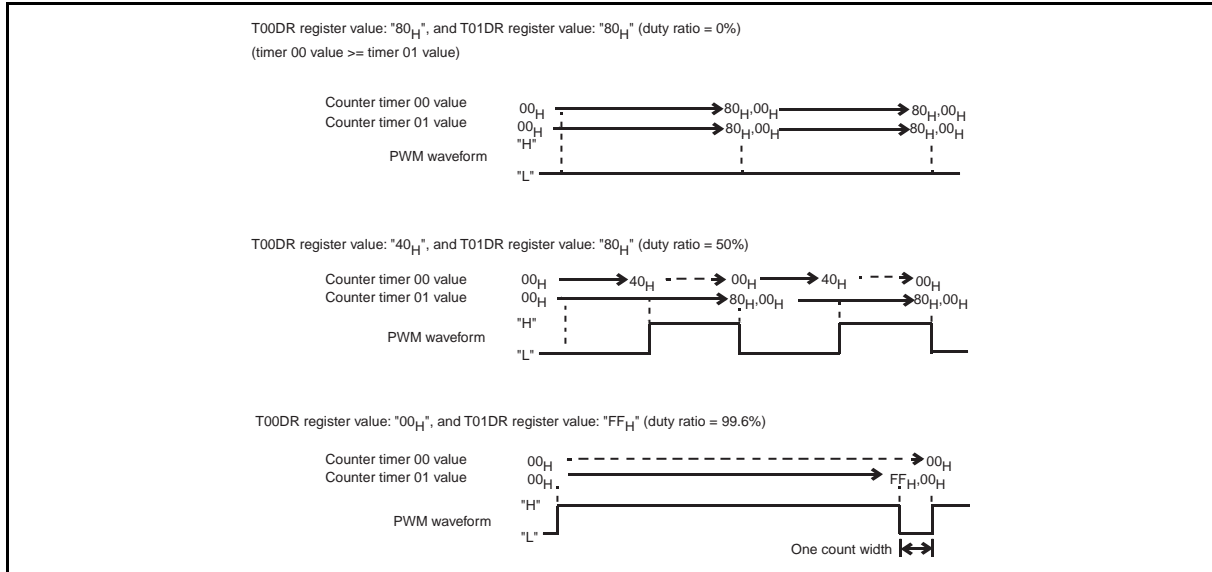 T00DR register value: "80H", and T01DR register value: "80H" (duty ratio = 0%)
(timer 00 value >= timer 01 value)
Counter timer 00 value 00H 80H,00H 80H,00H
Counter timer 01 value 00H 80H,00H 80H,00H
"H"
PWM waveform
"L"
T00DR register value: "40H", and T01DR register value: "80H" (duty ratio = 50%)
Counter timer 00 value 00H 40H 00H 40H 00H
Counter timer 01 value 00H 80H,00H 80H,00H
"H"
PWM waveform
"L"
T00DR register value: "00H", and T01DR register value: "FFH" (duty ratio = 99.6%)
Counter timer 00 value 00H 00H
Counter timer 01 value 00H FFH,00H
"H"
PWM waveform
"L"
One count width